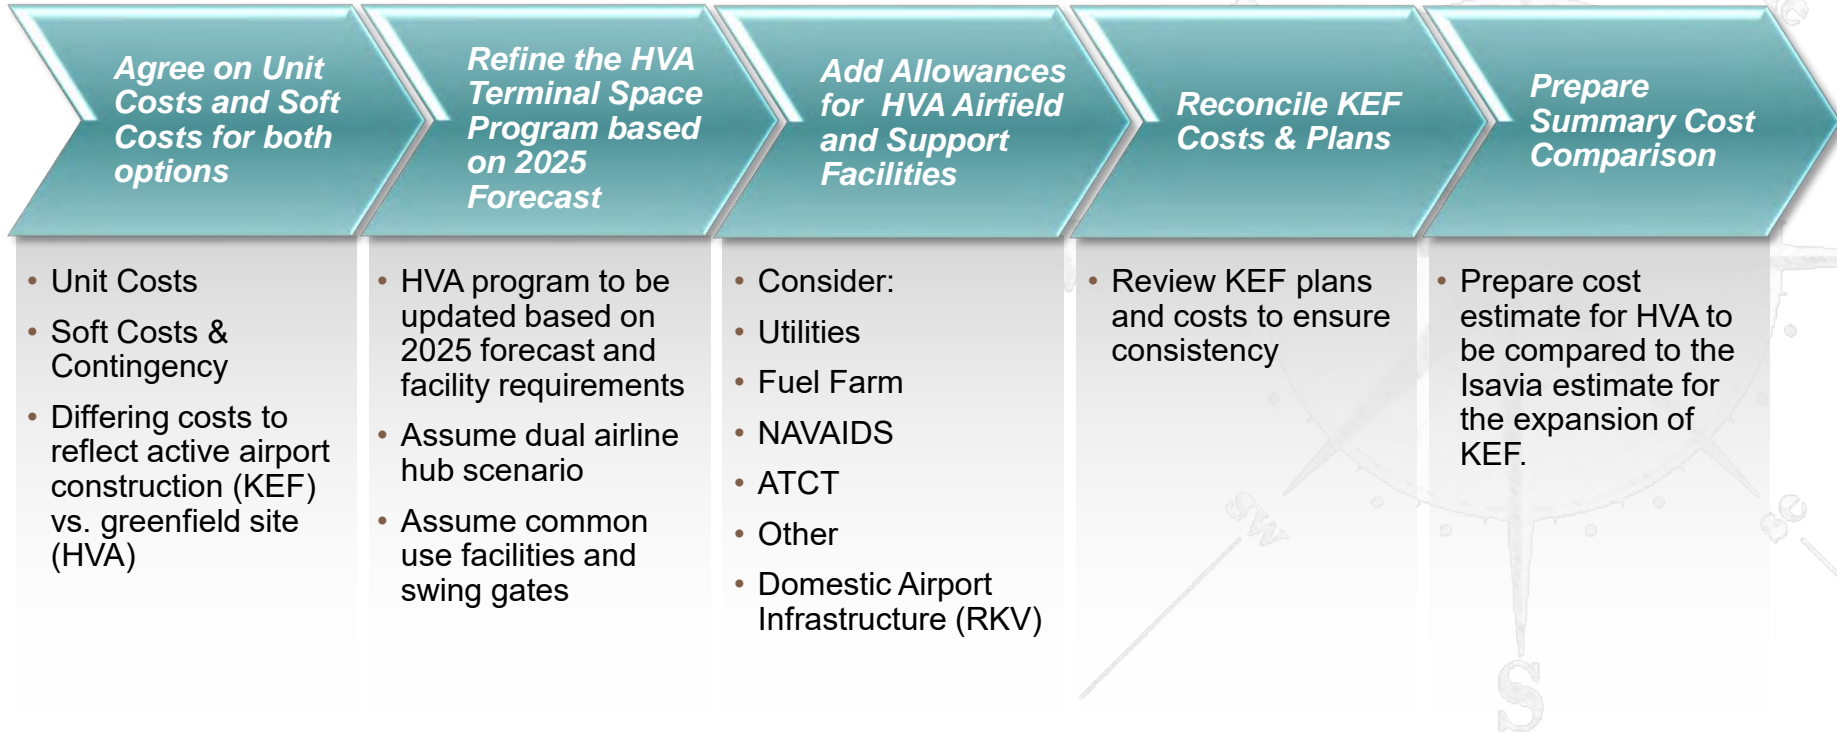 Agree on Unit
Costs and Soft
Costs for both
options
Refine the HVA
Terminal Space
Program based
on 2025
Forecast
Add Allowances
for HVA Airfield
and Support
Facilities
Reconcile KEF
Costs & Plans
Prepare
Summary Cost
Comparison
• Unit Costs
• Soft Costs &
Contingency
• Differing costs to
reflect active airport
construction (KEF)
vs. greenfield site
(HVA)
• HVA program to be
updated based on
2025 forecast and
facility requirements
• Assume dual airline
hub scenario
• Assume common
use facilities and
swing gates
• Consider:
• Utilities
• Fuel Farm
• NAVAIDS
• ATCT
• Other
• Domestic Airport
Infrastructure (RKV)
• Review KEF plans
and costs to ensure
consistency
• Prepare cost
estimate for HVA to
be compared to the
Isavia estimate for
the expansion of
KEF.
sw
se
S